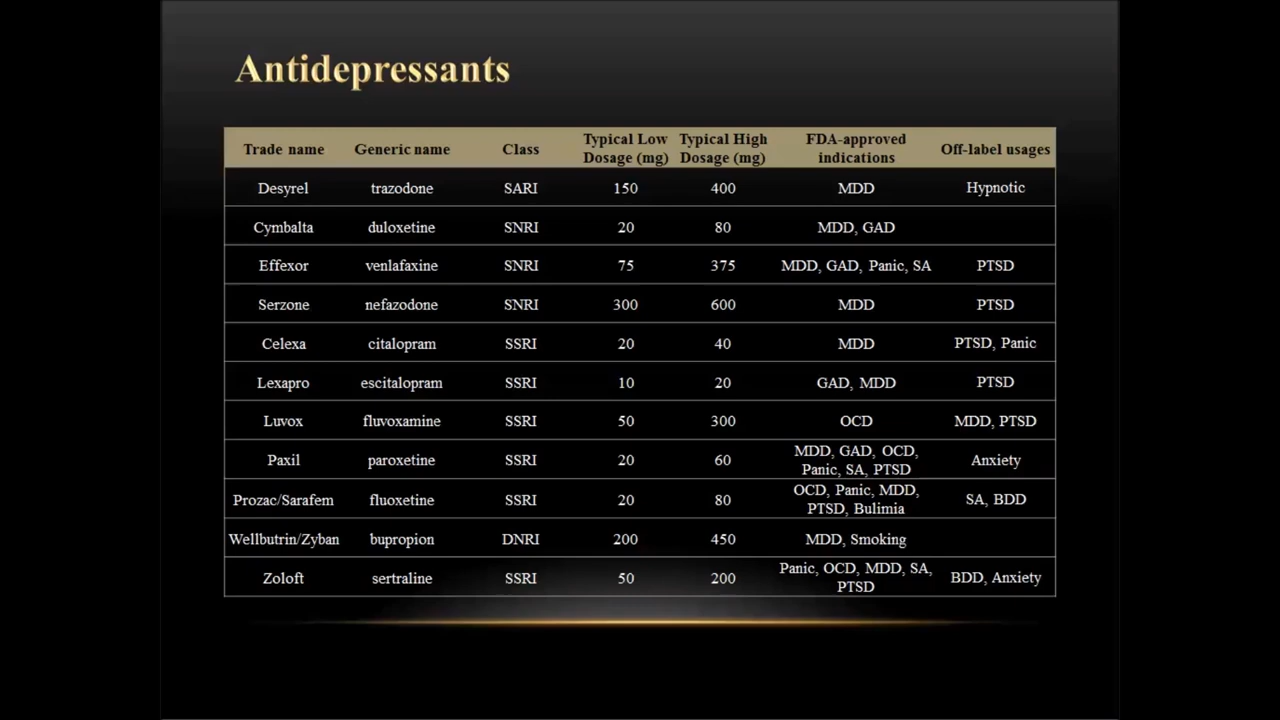 Antidepressants
Trade name Generic name Class Typical Low Dosage (mg) Typical High Dosage (mg) FDA-approved indications Off-label usages
Desyrel trazodone SARI 150 400 MDD Hypnotic
Cymbalta duloxetine SNRI 20 80 MDD, GAD
Effexor venlafaxine SNRI 75 375 MDD, GAD, Panic, SA PTSD
Serzone nefazodone SNRI 300 600 MDD PTSD
Celexa citalopram SSRI 20 40 MDD PTSD, Panic
Lexapro escitalopram SSRI 10 20 GAD, MDD PTSD
Luvox fluvoxamine SSRI 50 300 OCD MDD, PTSD
Paxil paroxetine SSRI 20 60 MDD, GAD, OCD, Panic, SA, PTSD Anxiety
Prozac/Sarafem fluoxetine SSRI 20 80 OCD, Panic, MDD, PTSD, Bulimia SA, BDD
Wellbutrin/Zyban bupropion DNRI 200 450 MDD, Smoking
Zoloft sertraline SSRI 50 200 Panic, OCD, MDD, SA, PTSD BDD, Anxiety